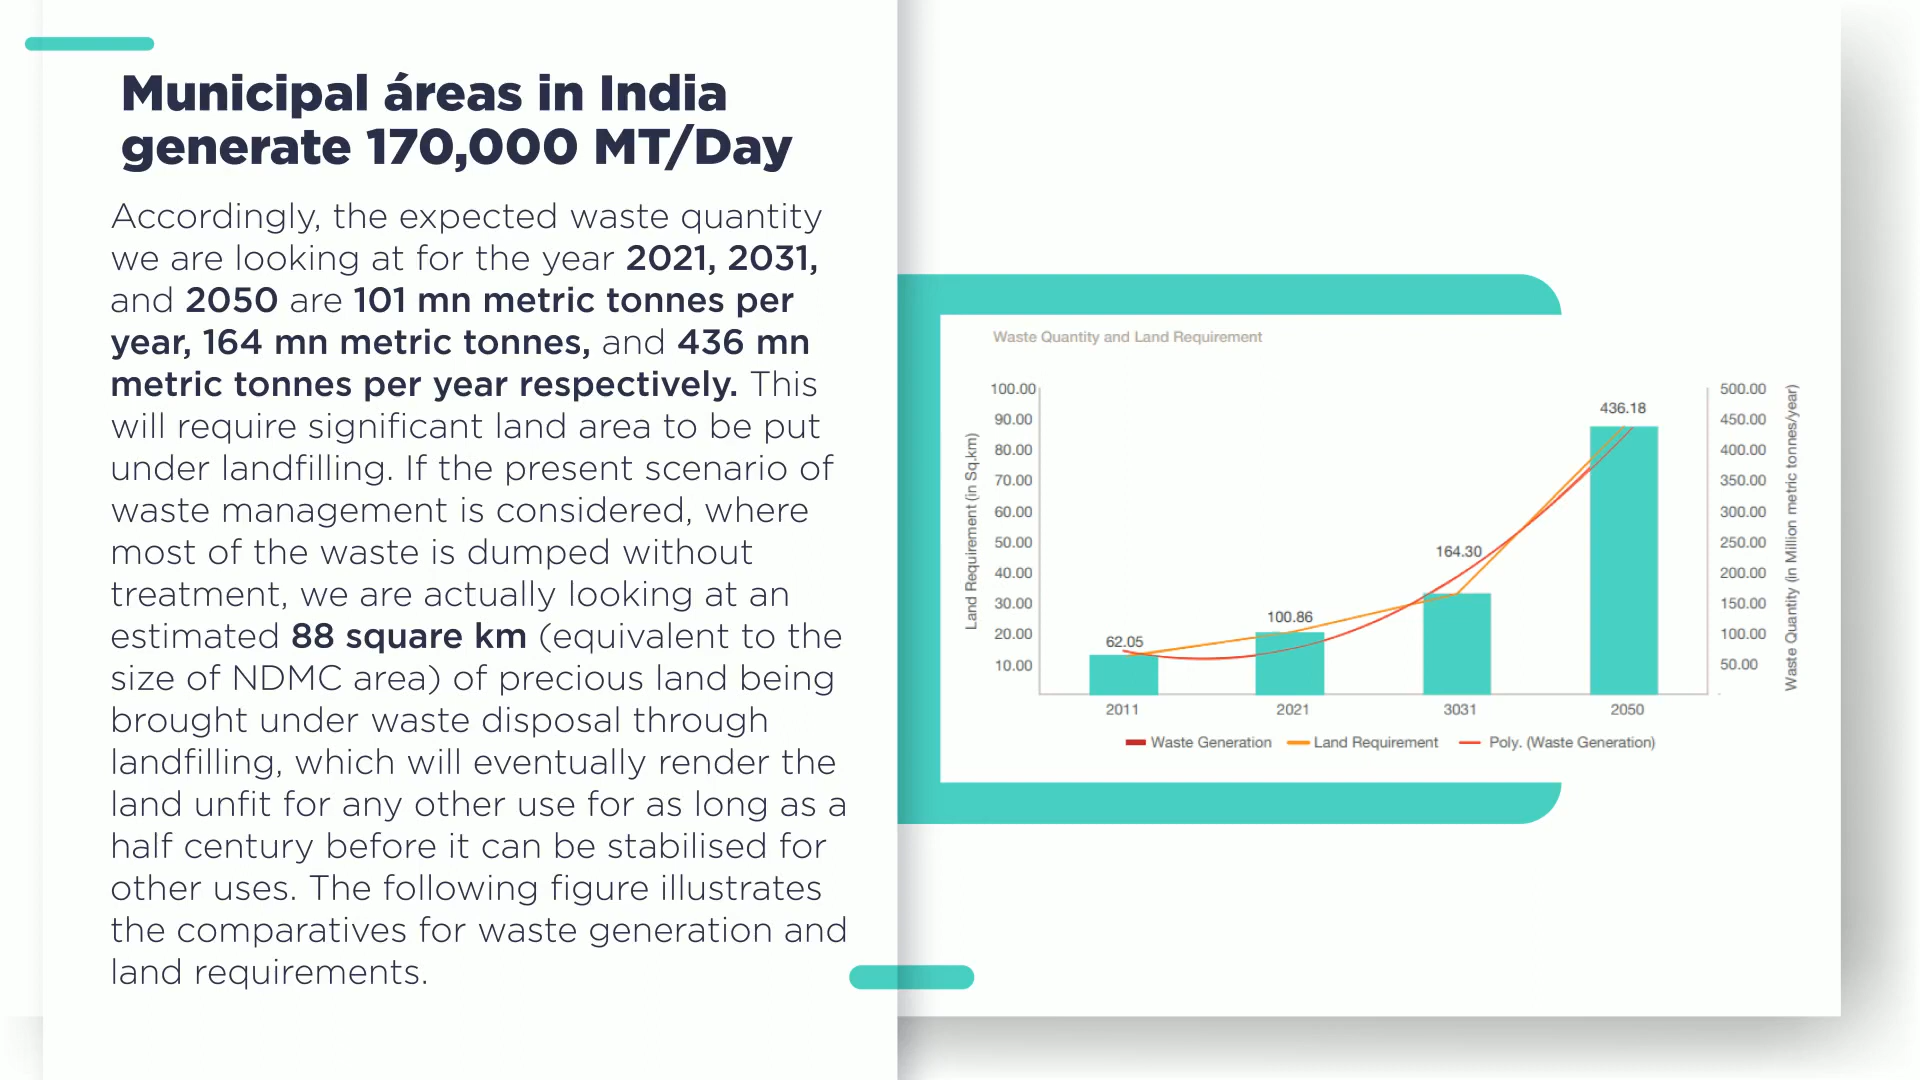 Municipal áreas in India
generate 170,000 MT/Day
Accordingly, the expected waste quantity
we are looking at for the year 2021, 2031,
and 2050 are 101 mn metric tonnes per
year, 164 mn metric tonnes, and 436 mn
metric tonnes per year respectively. This
will require significant land area to be put
under landfilling. If the present scenario of
waste management is considered, where
most of the waste is dumped without
treatment, we are actually looking at an
estimated 88 square km (equivalent to the
size of NDMC area) of precious land being
brought under waste disposal through
landfilling, which will eventually render the
land unfit for any other use for as long as a
half century before it can be stabilised for
other uses. The following figure illustrates
the comparatives for waste generation and
land requirements.
Waste Quantity and Land Requirement
Land Requirement (in Sq.km)
100.00
90.00
80.00
70.00
60.00
50.00
40.00
30.00
20.00
10.00
62.05
100.86
164.30
436.18
2011
2021
3031
2050
500.00
450.00
400.00
350.00
300.00
250.00
200.00
150.00
100.00
50.00
-
Waste Quantity (in Million metric tonnes/year)
Waste Generation
Land Requirement
Poly. (Waste Generation)